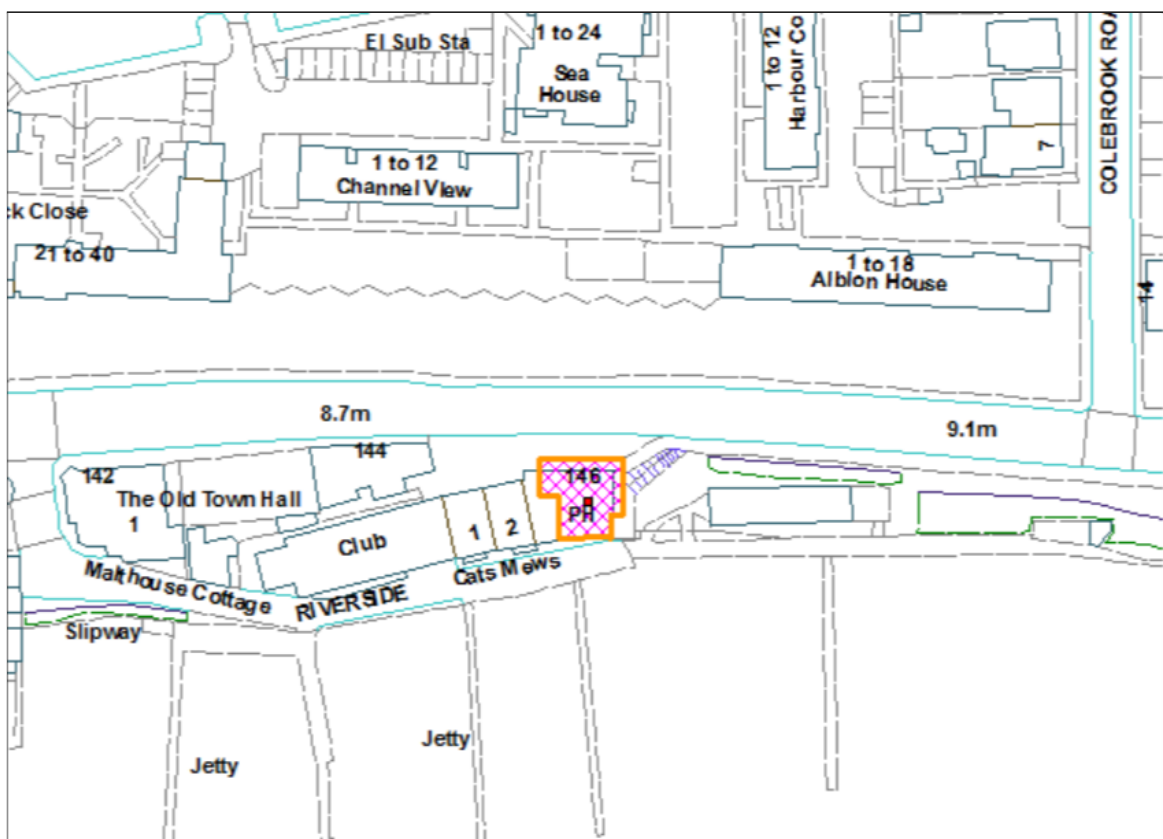 El Sub Sta
1 to 24
Sea
House
1 to 12
Harbour Co
COLEBROOK ROA
7
1 to 12
Channel View
ck Close
21 to 40
1 to 18
Albion House
14
8.7m
9.1m
142
144
146
The Old Town Hall
1
PH
Club
1
2
Cats Mews
Malthouse Cottage
RIVERSIDE
Slipway
Jetty
Jetty